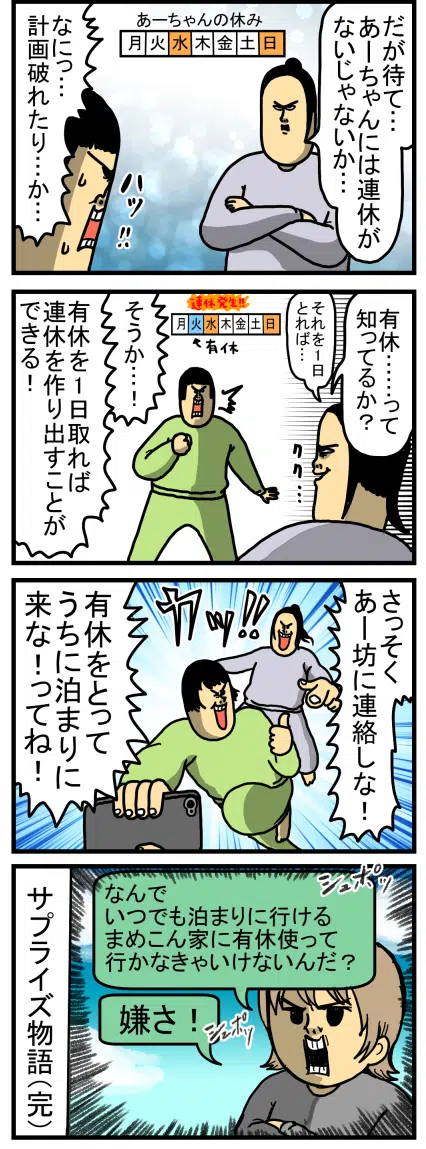 だが待て…
あーちゃんには連休が
ないじゃないか…
あーちゃんの休み
月火水木金土日
なにっ…
計画破れたり…か…
ハッ!!
有休……って
知ってるか？
それを1日
とれば…
クク…
連休発生!!
月火水木金土日
有休
そうか…！
有休を1日取れば
連休を作り出すことが
できる！
さっそく
あー坊に連絡しな！
カッ!!
有休をとって
うちに泊まりに
来な！ってね！
シュポッ
なんで
いつでも泊まりに行ける
まめこん家に有休使って
行かなきゃいけないんだ？
シュポッ
嫌さ！
サプライズ物語(完)